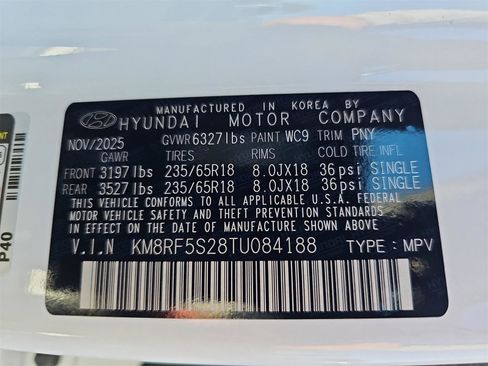 MANUFACTURED IN KOREA BY
HYUNDAI MOTOR COMPANY
NOV/2025 GVWR 6327lbs PAINT WC9 TRIM PNY
GAWR TIRES RIMS COLD TIRE INFL.
FRONT 3197lbs 235/65R18 8.0JX18 36psi SINGLE
REAR 3527lbs 235/65R18 8.0JX18 36psi SINGLE
THIS VEHICLE CONFORMS TO ALL APPLICABLE U.S.A. FEDERAL
MOTOR VEHICLE SAFETY STANDARDS IN EFFECT ON THE DATE OF
MANUFACTURE SHOWN ABOVE.
V.I.N KM8RF5S28TU084188 TYPE : MPV
P40